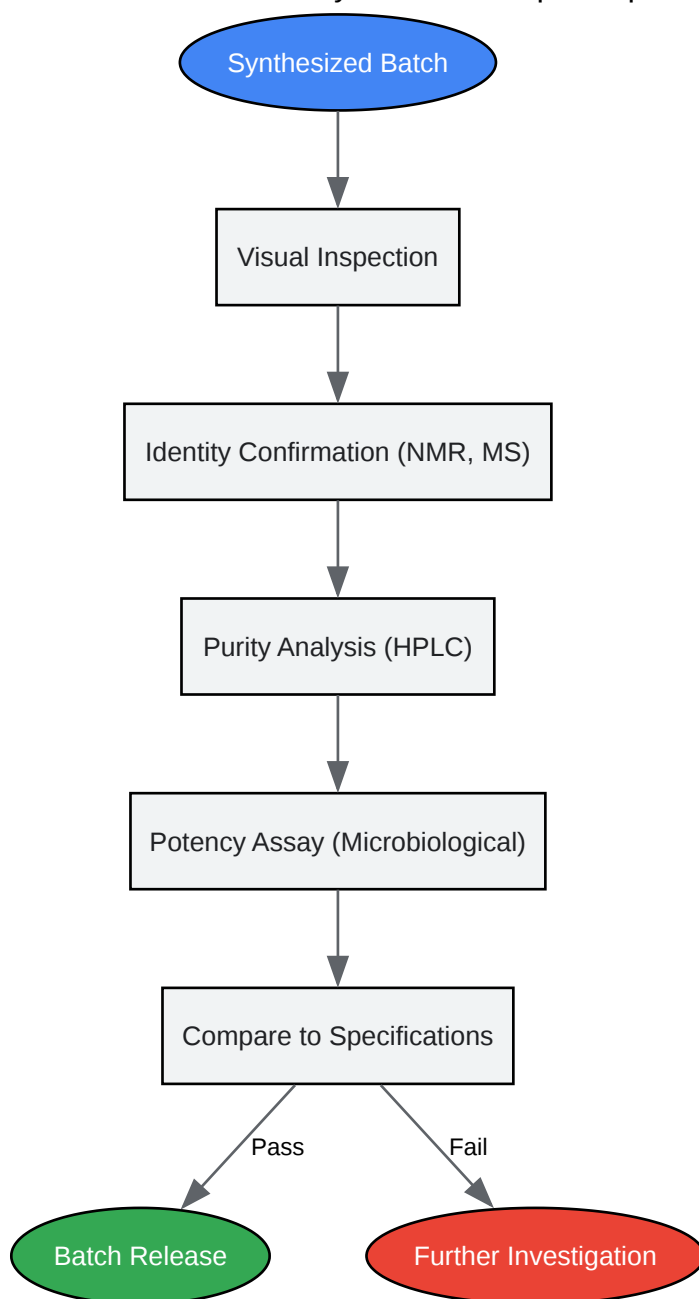 Synthesized Batch
Visual Inspection
Identity Confirmation (NMR, MS)
Purity Analysis (HPLC)
Potency Assay (Microbiological)
Compare to Specifications
Pass Fail
Batch Release Further Investigation